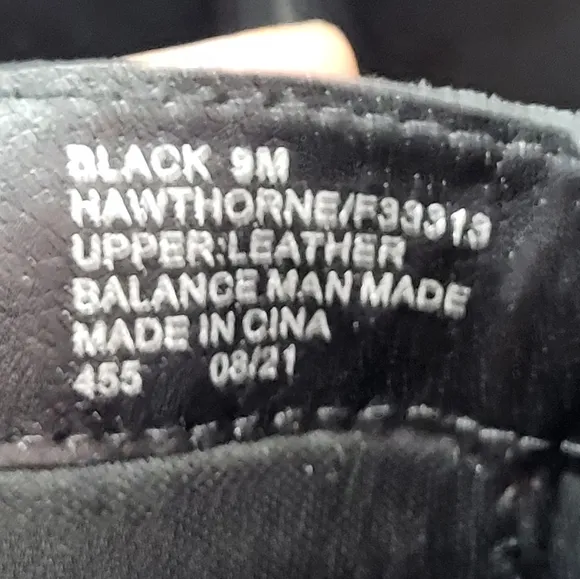 BLACK 9M
HAWTHORNE/F33313
UPPER:LEATHER
BALANCE MAN MADE
MADE IN CINA
455 08/21